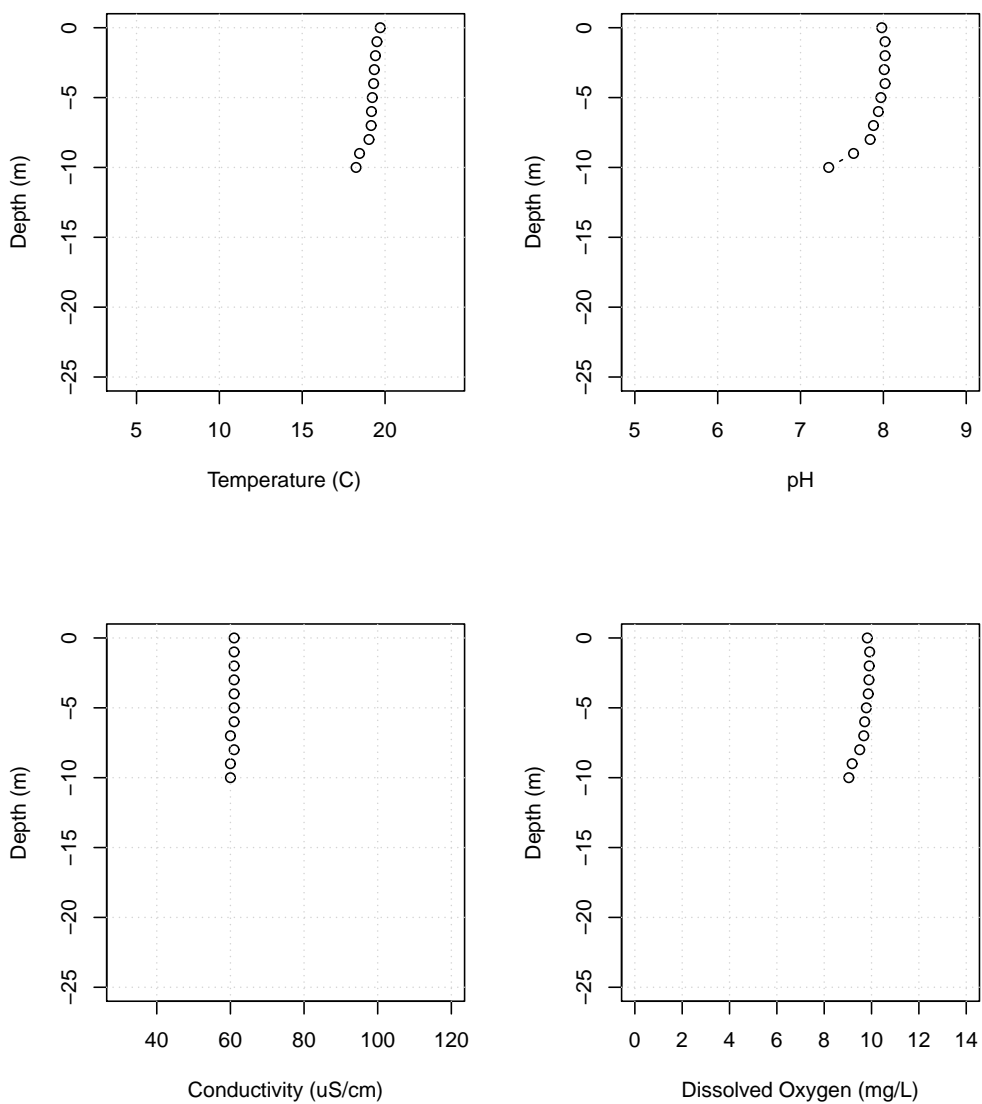 0
−5
−10
−15
−20
−25
Depth (m)
5 10 15 20
Temperature (C)
0
−5
−10
−15
−20
−25
Depth (m)
5 6 7 8 9
pH
0
−5
−10
−15
−20
−25
Depth (m)
40 60 80 100 120
Conductivity (uS/cm)
0
−5
−10
−15
−20
−25
Depth (m)
0 2 4 6 8 10 12 14
Dissolved Oxygen (mg/L)